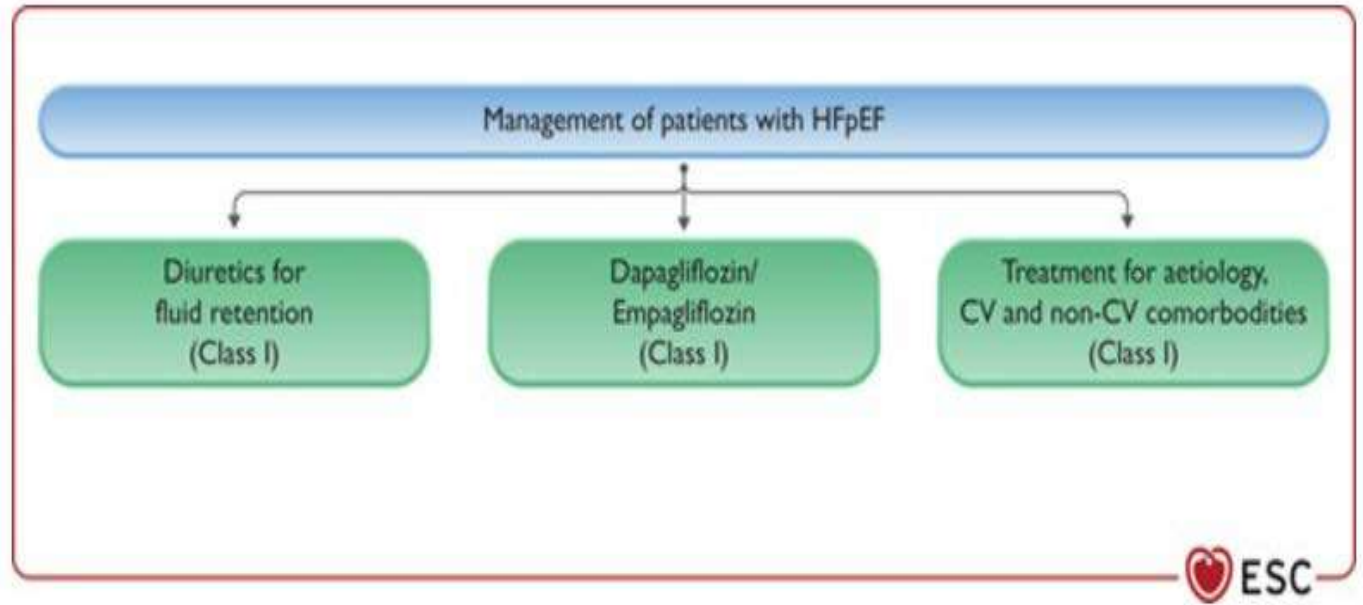 Management of patients with HFpEF
Diuretics for
fluid retention
(Class I)
Dapagliflozin/
Empagliflozin
(Class I)
Treatment for aetiology,
CV and non-CV comorbodities
(Class I)
ESC